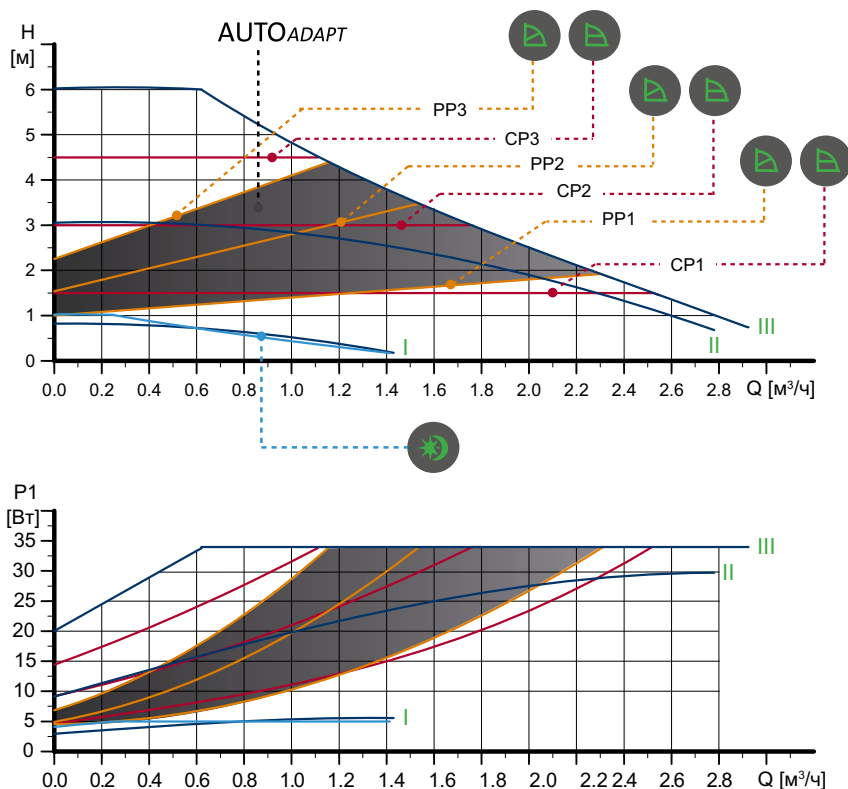 H
[м]
AUTOADAPT
6
5
4
3
2
1
0
PP3
CP3
PP2
CP2
PP1
CP1
I
II
III
0.0 0.2 0.4 0.6 0.8 1.0 1.2 1.4 1.6 1.8 2.0 2.2 2.4 2.6 2.8 Q [м³/ч]
P1
[Вт]
35
30
25
20
15
10
5
0
III
II
I
0.0 0.2 0.4 0.6 0.8 1.0 1.2 1.4 1.6 1.8 2.0 2.2 2.4 2.6 2.8 Q [м³/ч]